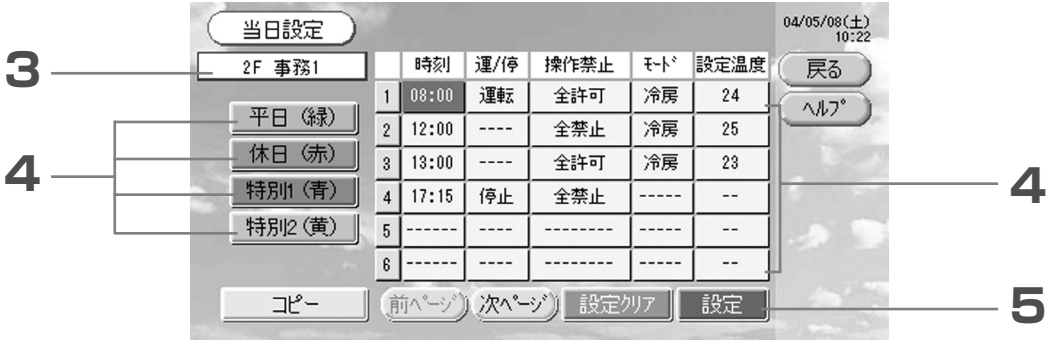 当日設定
04/05/08(土)
10:22
3
2F 事務1
時刻 運/停 操作禁止 ﾓｰﾄﾞ 設定温度
戻る
1 08:00 運転 全許可 冷房 24
ﾍﾙﾌﾟ
平日 (緑)
2 12:00 ---- 全禁止 冷房 25
休日 (赤)
3 13:00 ---- 全許可 冷房 23
4
特別1 (青)
4 17:15 停止 全禁止 ----- --
4
特別2 (黄)
5 ------ ---- -------- ----- --
6 ------ ---- -------- ----- --
コピー
前ﾍﾟｰｼﾞ 次ﾍﾟｰｼﾞ 設定ｸﾘｱ 設定
5